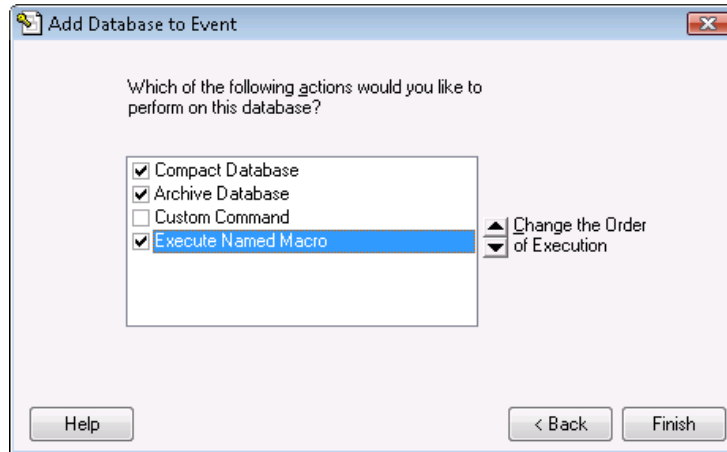 Add Database to Event
Which of the following actions would you like to
perform on this database?
Compact Database
Archive Database
Custom Command
Execute Named Macro
Change the Order
of Execution
Help
< Back
Finish